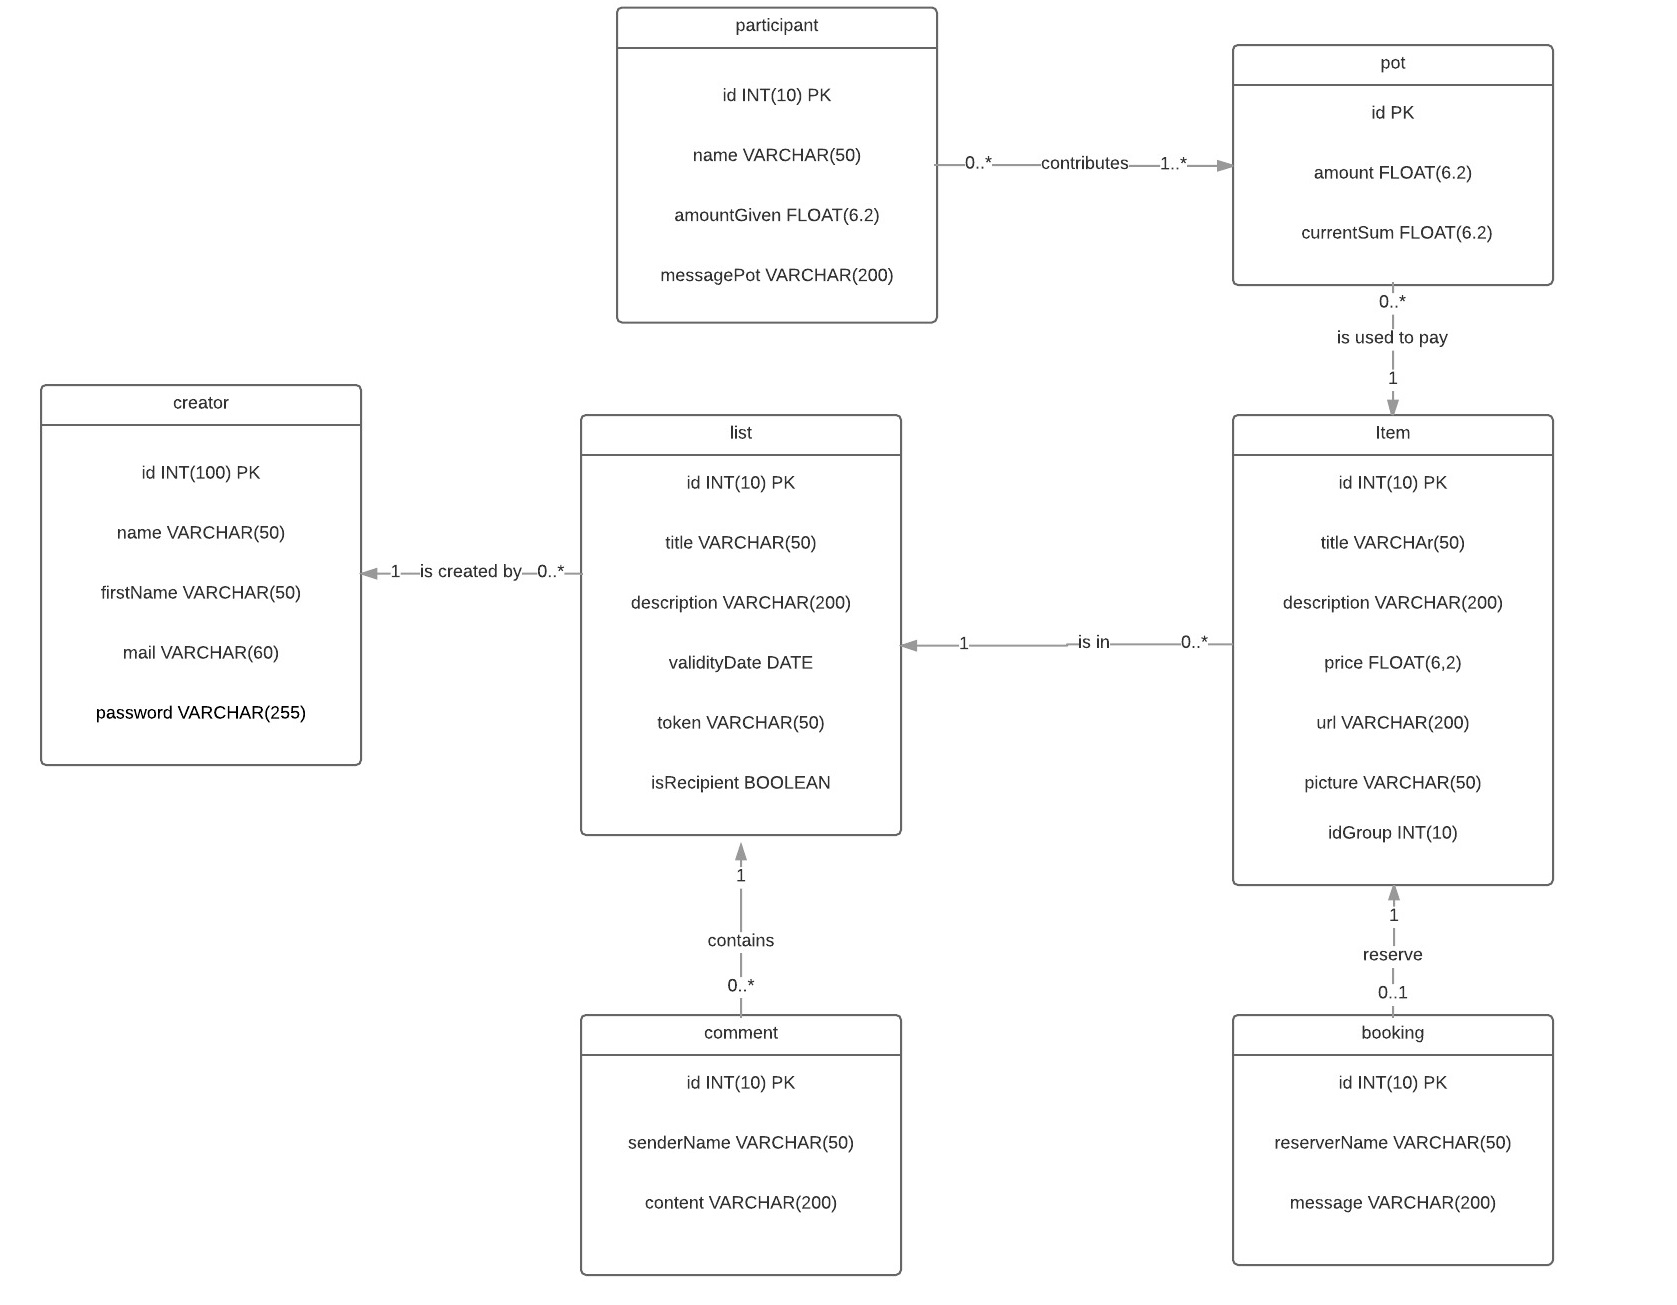 participant
id INT(10) PK
name VARCHAR(50)
amountGiven FLOAT(6.2)
messagePot VARCHAR(200)
0..* contributes 1..*
pot
id PK
amount FLOAT(6.2)
currentSum FLOAT(6.2)
0..*
is used to pay
1
creator
id INT(100) PK
name VARCHAR(50)
firstName VARCHAR(50)
mail VARCHAR(60)
password VARCHAR(255)
1 is created by 0..*
list
id INT(10) PK
title VARCHAR(50)
description VARCHAR(200)
validityDate DATE
token VARCHAR(50)
isRecipient BOOLEAN
1 is in 0..*
Item
id INT(10) PK
title VARCHAr(50)
description VARCHAR(200)
price FLOAT(6,2)
url VARCHAR(200)
picture VARCHAR(50)
idGroup INT(10)
1
contains
0..*
1
reserve
0..1
comment
id INT(10) PK
senderName VARCHAR(50)
content VARCHAR(200)
booking
id INT(10) PK
reserverName VARCHAR(50)
message VARCHAR(200)